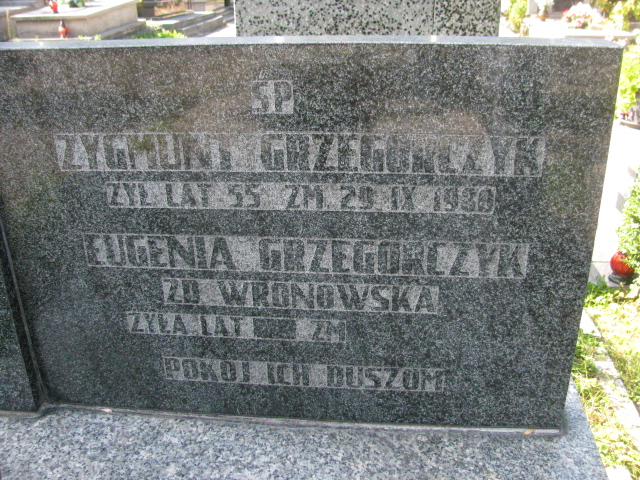 ŚP
ZYGMUNT GRZEGORCZYK
ŻYŁ LAT 55 ZM. 29 IX 1980
EUGENIA GRZEGORCZYK
ZD WRONOWSKA
ŻYŁA LAT ZM
POKÓJ ICH DUSZOM